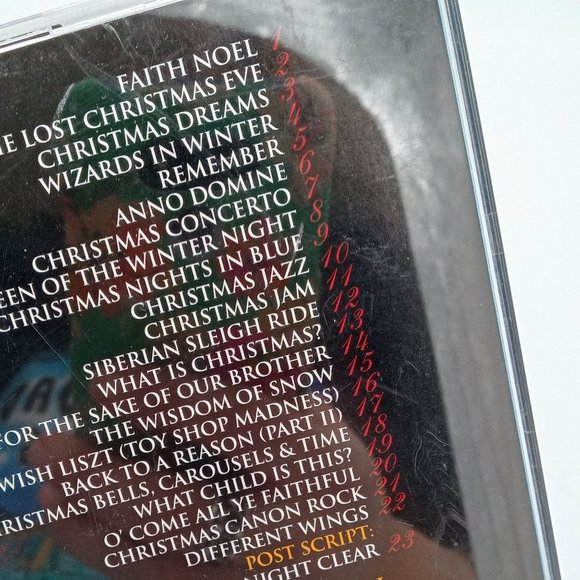 HE LOST CHRISTMAS EVE 2
FAITH NOEL 1
CHRISTMAS DREAMS 3
WIZARDS IN WINTER 4
REMEMBER 5
ANNO DOMINE 6
CHRISTMAS CONCERTO 7
EEN OF THE WINTER NIGHT 8
CHRISTMAS NIGHTS IN BLUE 9
CHRISTMAS JAZZ 10
CHRISTMAS JAM 11
SIBERIAN SLEIGH RIDE 12
WHAT IS CHRISTMAS? 13
FOR THE SAKE OF OUR BROTHER 14
THE WISDOM OF SNOW 15
WISH LISZT (TOY SHOP MADNESS) 16
BACK TO A REASON (PART II) 17
RISTMAS BELLS, CAROUSELS & TIME 18
WHAT CHILD IS THIS? 19
O' COME ALL YE FAITHFUL 20
CHRISTMAS CANON ROCK 21
DIFFERENT WINGS 22
POST SCRIPT:
NIGHT CLEAR 23